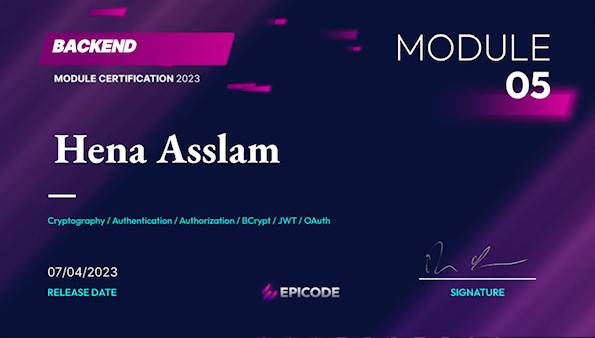 BACKEND
MODULE CERTIFICATION 2023
MODULE
05
Hena Asslam
Cryptography / Authentication / Authorization / BCrypt / JWT / OAuth
07/04/2023
RELEASE DATE
EPICODE
SIGNATURE